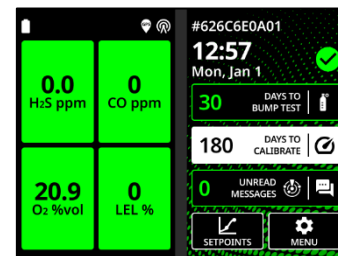 0.0
H2S ppm
0
CO ppm
20.9
O2 %vol
0
LEL %
#626C6E0A01
12:57
Mon, Jan 1
30 DAYS TO
BUMP TEST
180 DAYS TO
CALIBRATE
0 UNREAD
MESSAGES
SETPOINTS
MENU